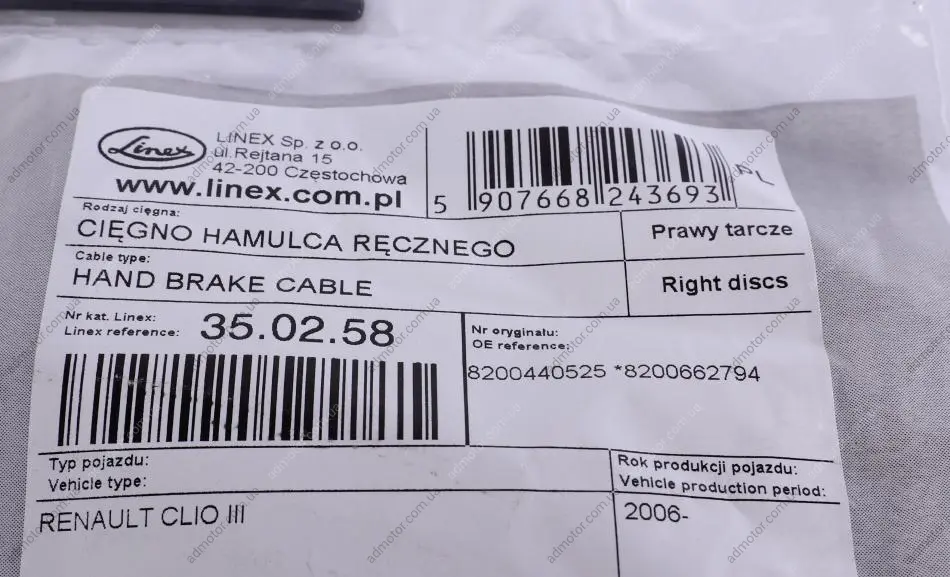 Linex
LINEX Sp. z o.o.
ul.Rejtana 15
42-200 Częstochowa
www.linex.com.pl
5 907668 243693
PL
Rodzaj cięgna:
CIĘGNO HAMULCA RĘCZNEGO
Prawy tarcze
Cable type:
HAND BRAKE CABLE
Right discs
Nr kat. Linex:
Linex reference: 35.02.58
Nr oryginału:
OE reference:
8200440525 *8200662794
Typ pojazdu:
Vehicle type:
Rok produkcji pojazdu:
Vehicle production period:
RENAULT CLIO III
2006-
admotor.com.ua